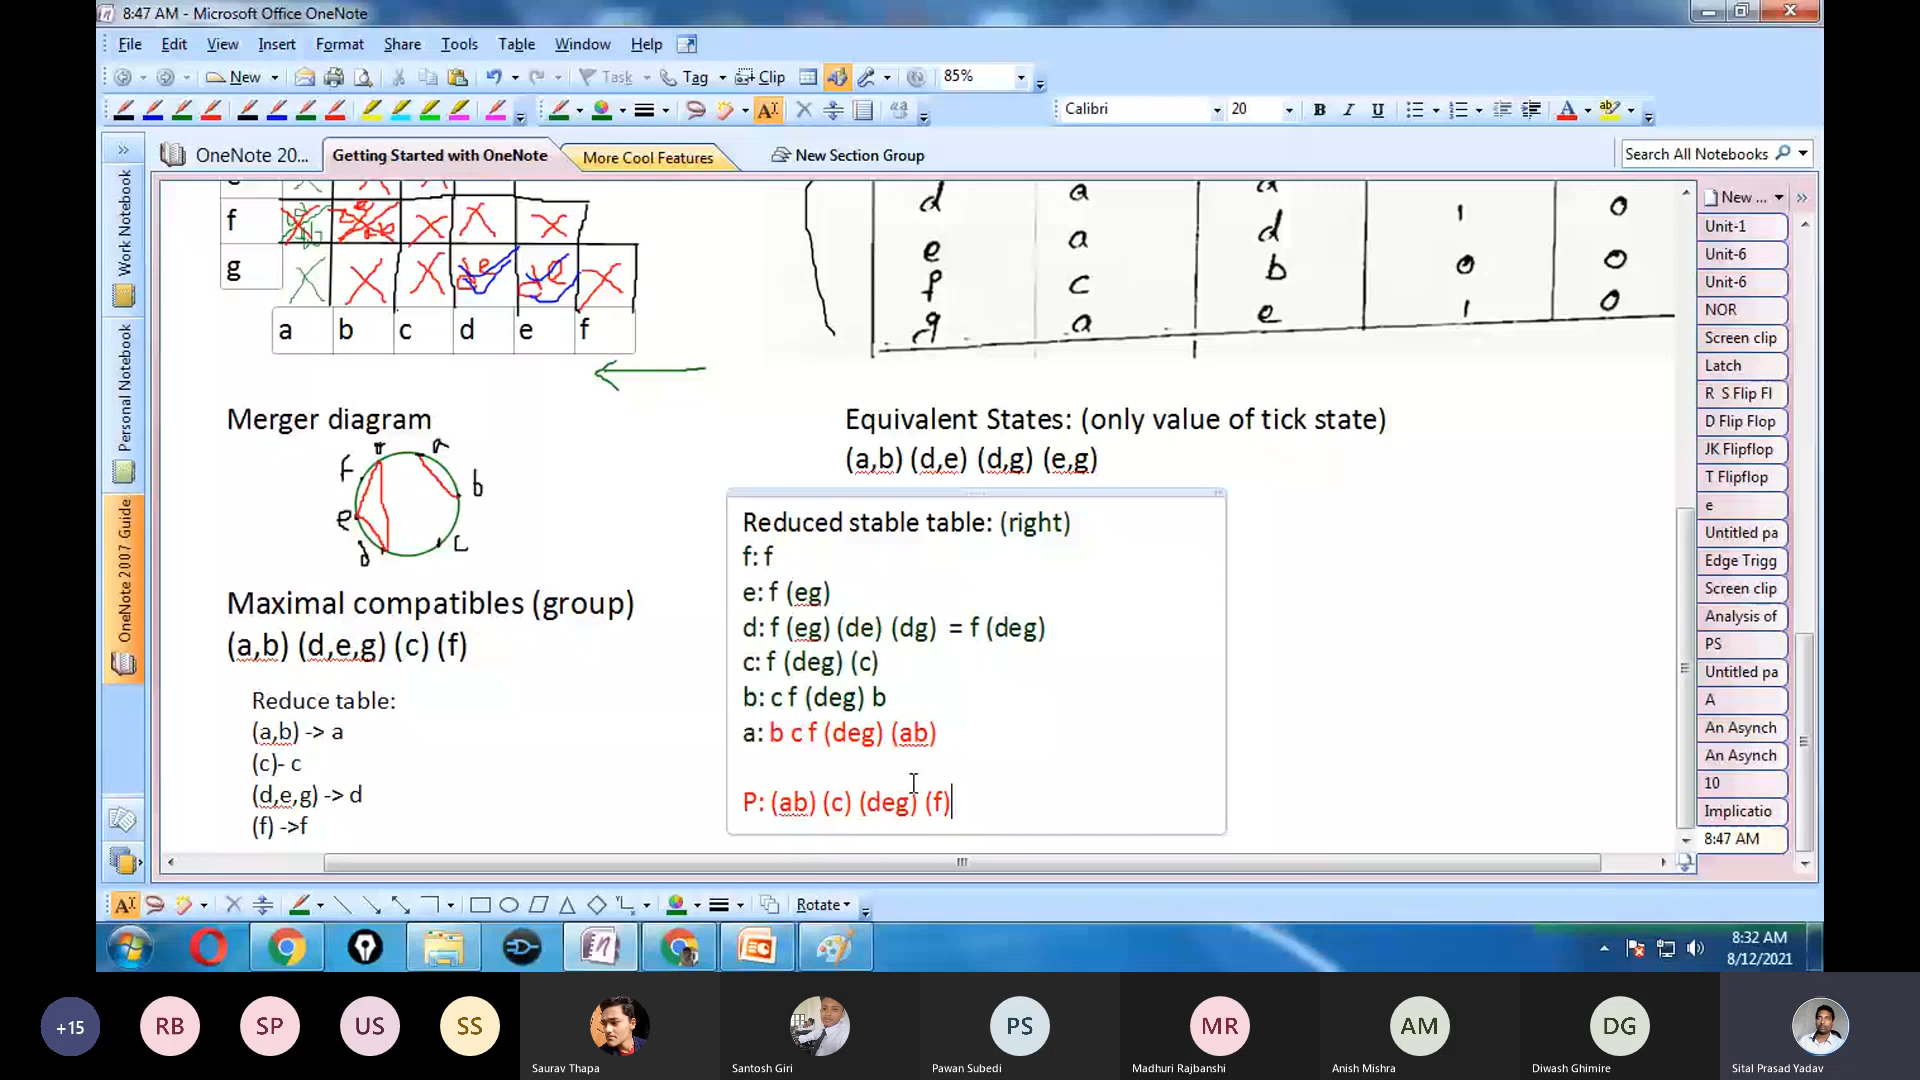 8:47 AM - Microsoft Office OneNote
File Edit View Insert Format Share Tools Table Window Help
New Task Tag Clip 85%
Calibri 20 B I U A
OneNote 20... Getting Started with OneNote More Cool Features New Section Group Search All Notebooks
Work Notebook
Personal Notebook
OneNote 2007 Guide
f
g
de
a b c d e f
d a
e a d 1 0
f c b 0 0
g a e 1 0
Merger diagram
a
b
c
d
e
f
Maximal compatibles (group)
(a,b) (d,e,g) (c) (f)
Reduce table:
(a,b) -> a
(c)- c
(d,e,g) -> d
(f) ->f
Equivalent States: (only value of tick state)
(a,b) (d,e) (d,g) (e,g)
Reduced stable table: (right)
f: f
e: f (eg)
d: f (eg) (de) (dg) = f (deg)
c: f (deg) (c)
b: c f (deg) b
a: b c f (deg) (ab)
P: (ab) (c) (deg) (f)
New ...
Unit-1
Unit-6
Unit-6
NOR
Screen clip
Latch
R S Flip Fl
D Flip Flop
JK Flipflop
T Flipflop
e
Untitled pa
Edge Trigg
Screen clip
Analysis of
PS
Untitled pa
A
An Asynch
An Asynch
10
Implicatio
8:47 AM
Rotate
8:32 AM
8/12/2021
+15 RB SP US SS PS MR AM DG
Saurav Thapa Santosh Giri Pawan Subedi Madhuri Rajbanshi Anish Mishra Diwash Ghimire Sital Prasad Yadav